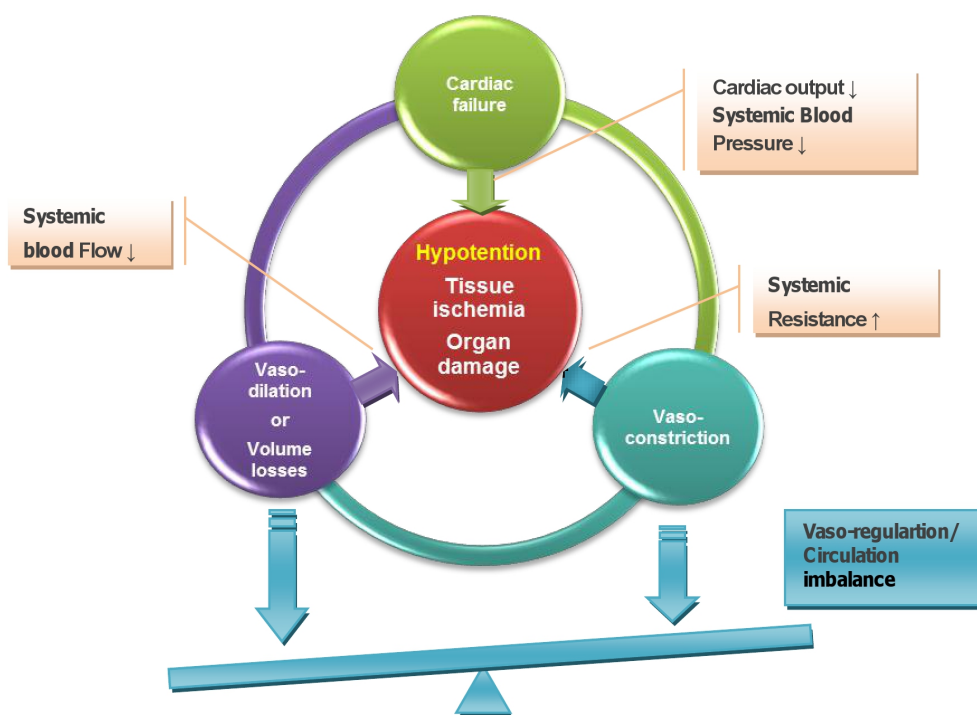 Cardiac
failure
Cardiac output ↓
Systemic Blood
Pressure ↓
Systemic
blood Flow ↓
Hypotention
Tissue
ischemia
Organ
damage
Systemic
Resistance ↑
Vaso-
dilation
or
Volume
losses
Vaso-
constriction
Vaso-regulartion/
Circulation
imbalance